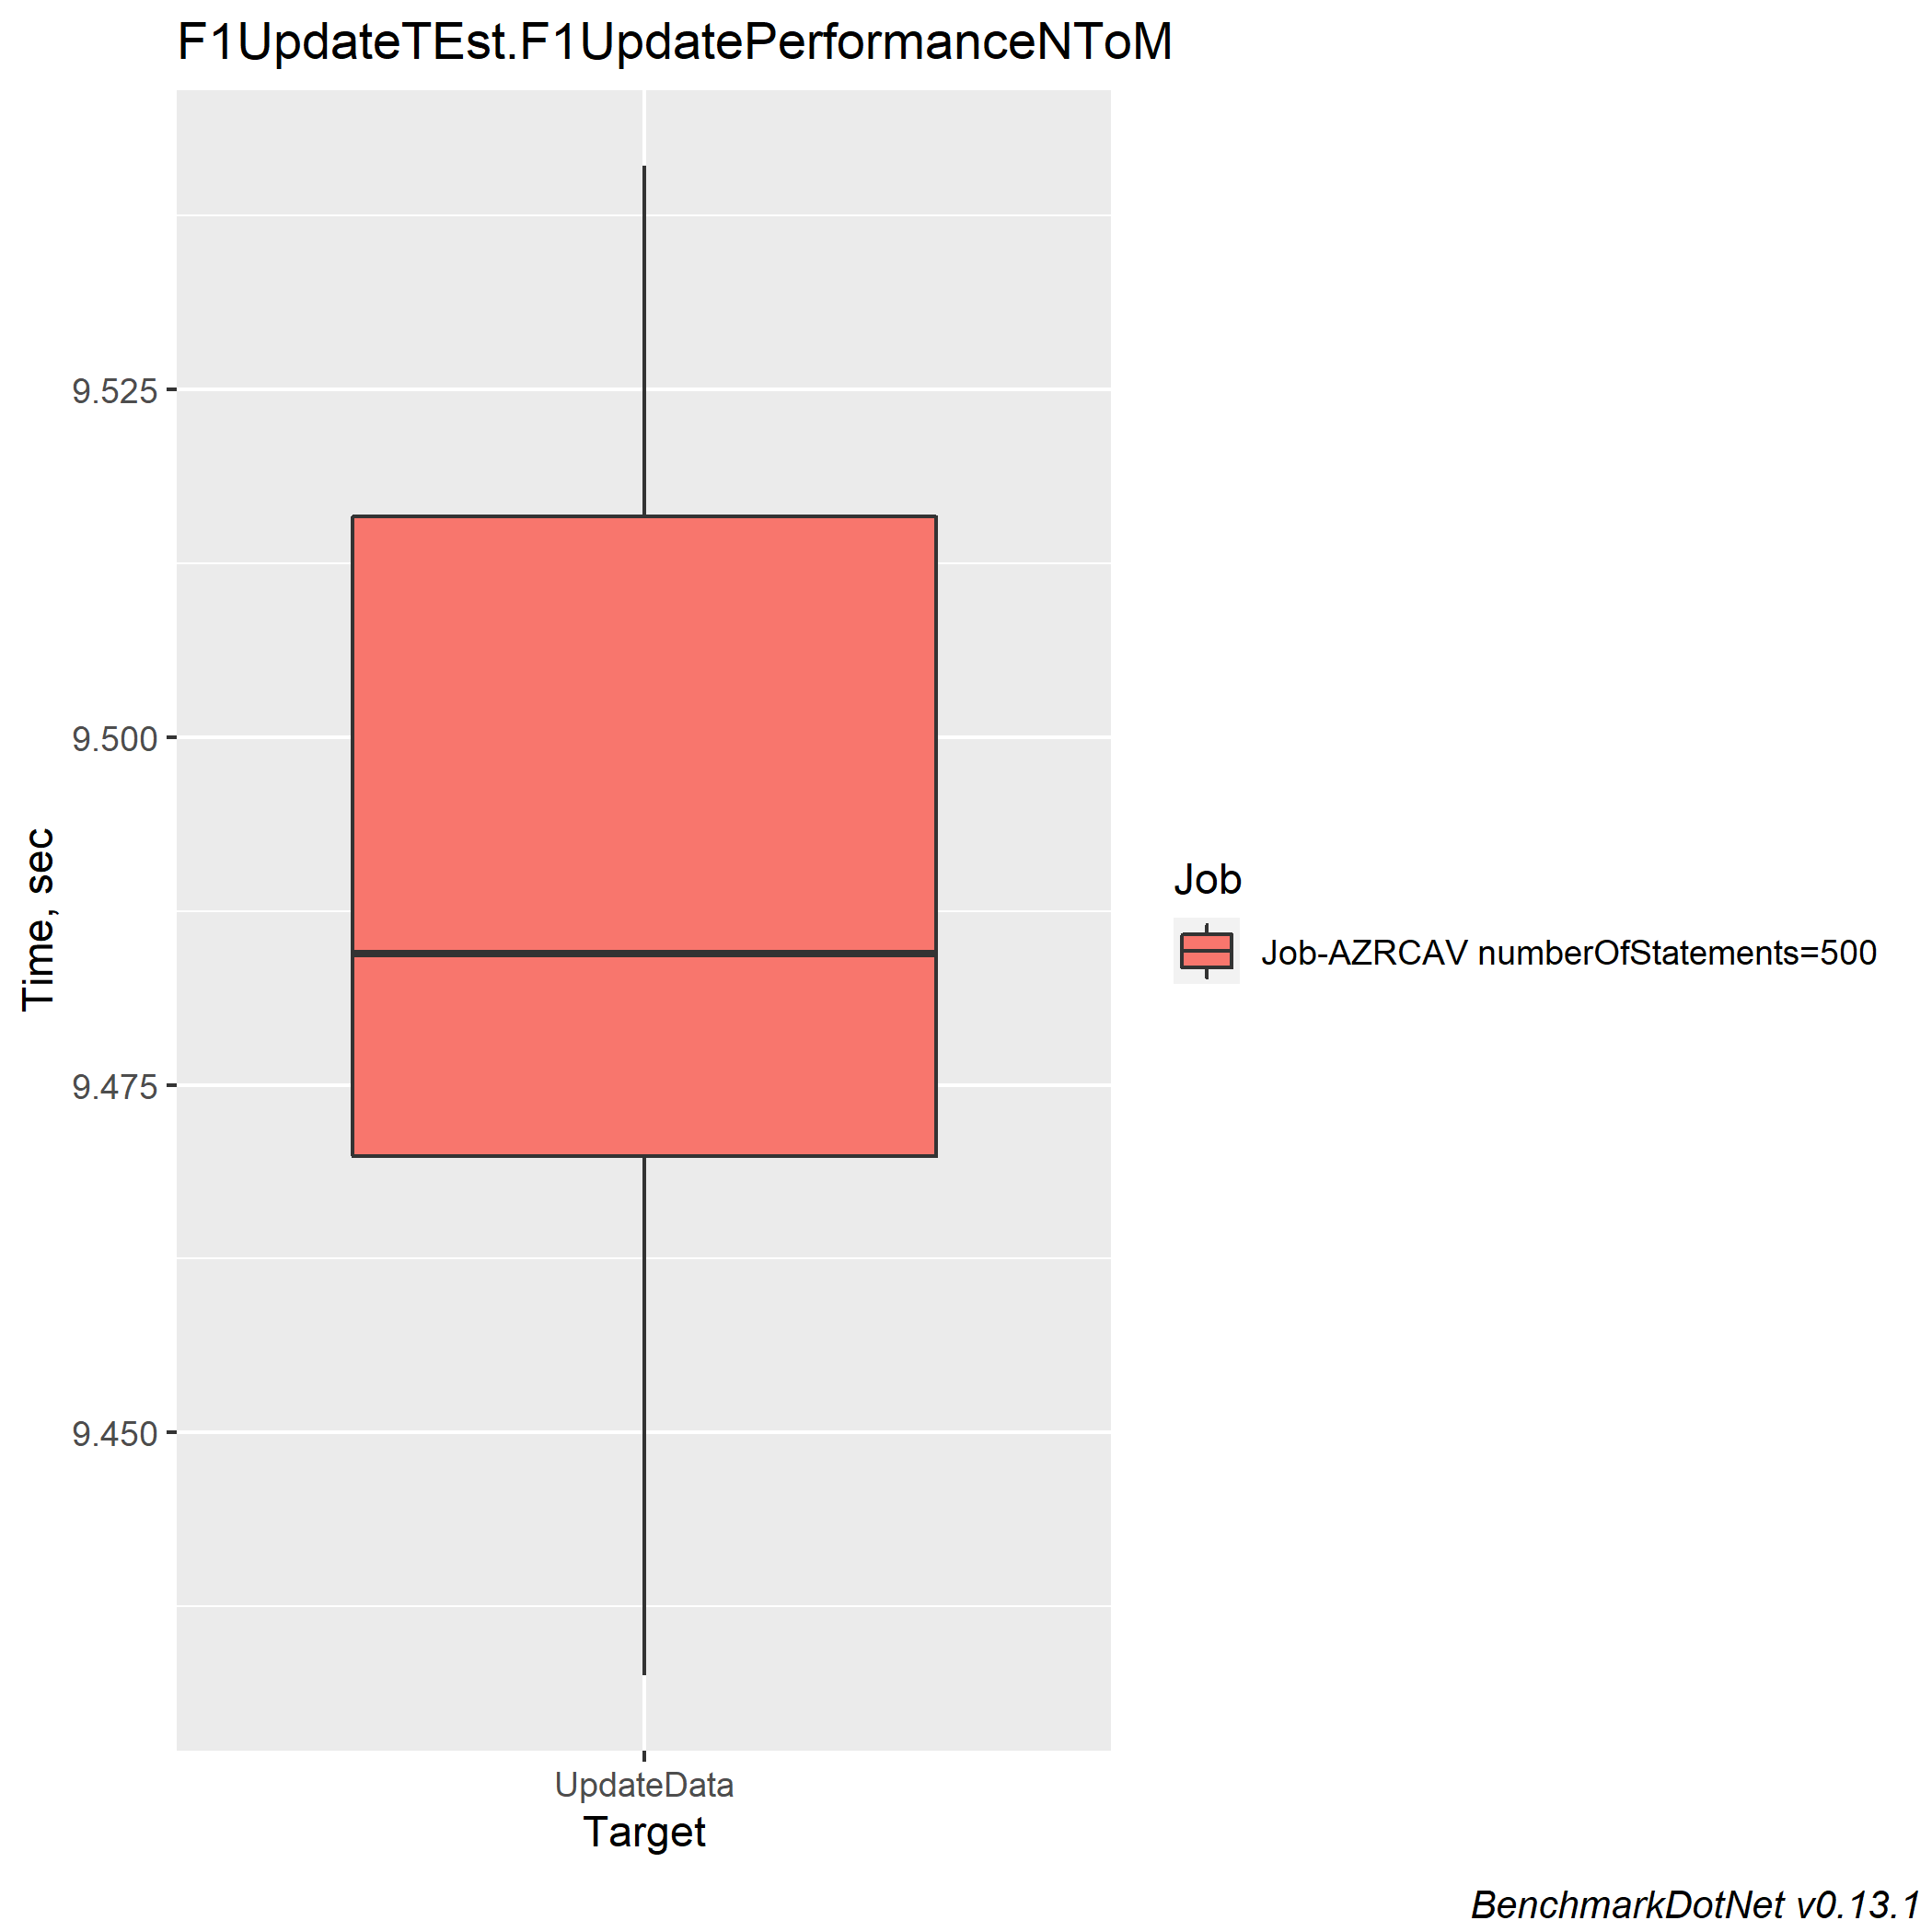 F1UpdateTEst.F1UpdatePerformanceNToM
9.525
9.500
9.475
9.450
Time, sec
UpdateData
Target
Job
Job-AZRCAV numberOfStatements=500
BenchmarkDotNet v0.13.1